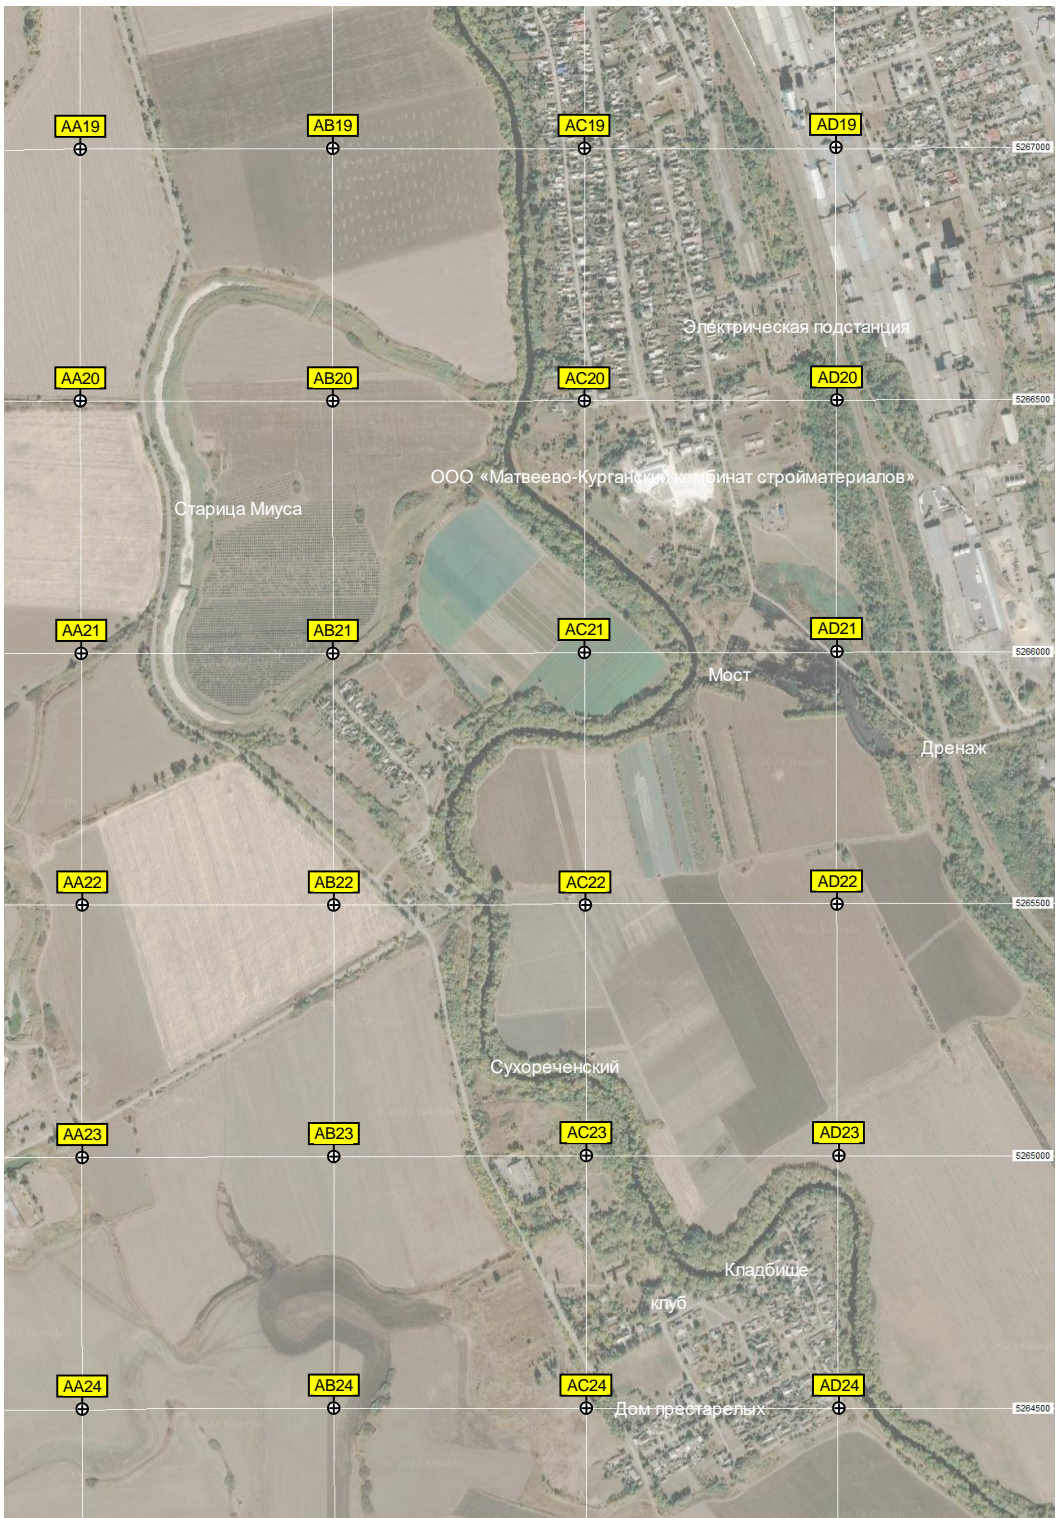 AA19
AB19
AC19
AD19
5267000
Электрическая подстанция
AA20
AB20
AC20
AD20
5266500
ООО «Матвеево-Курганский комбинат стройматериалов»
Старица Миуса
AA21
AB21
AC21
AD21
5266000
Мост
Дренаж
AA22
AB22
AC22
AD22
5265500
Сухореченский
AA23
AB23
AC23
AD23
5265000
Кладбище
клуб
AA24
AB24
AC24
AD24
5264500
Дом престарелых